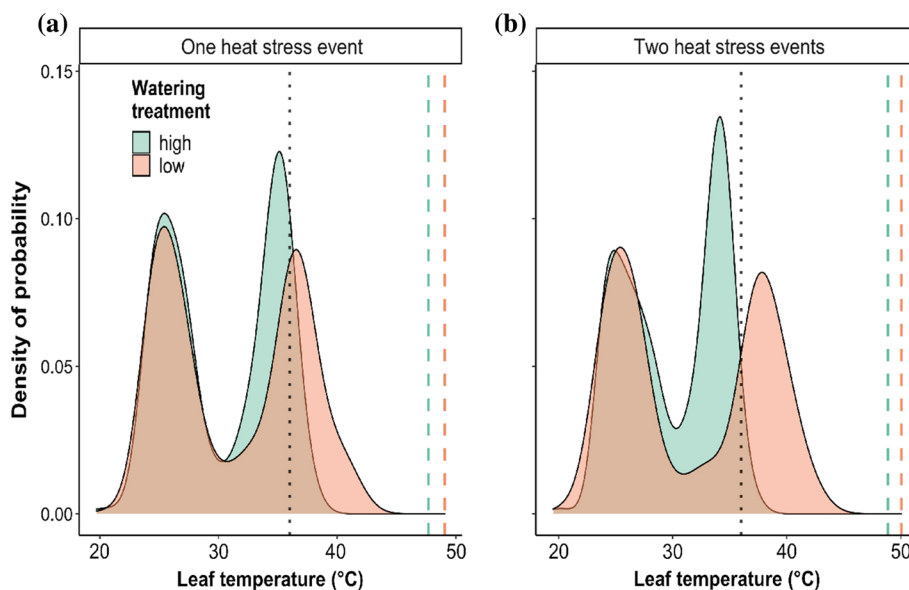 (a)
One heat stress event
(b)
Two heat stress events
0.15
0.10
0.05
0.00
Density of probability
Watering
treatment
high
low
20
30
40
50
Leaf temperature (°C)
20
30
40
50
Leaf temperature (°C)